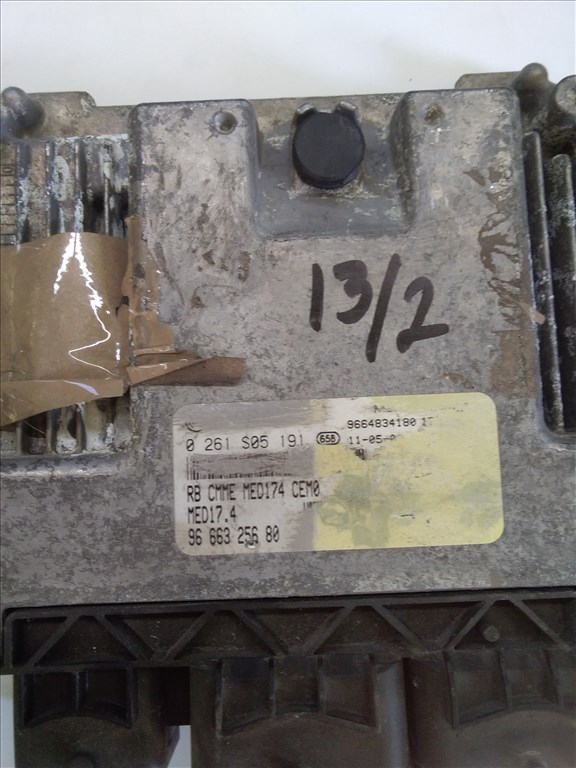 13/2
9664834180
0 261 S05 191 658 11-05-
RB CMME MED174 CEM0
MED17.4
96 663 256 80